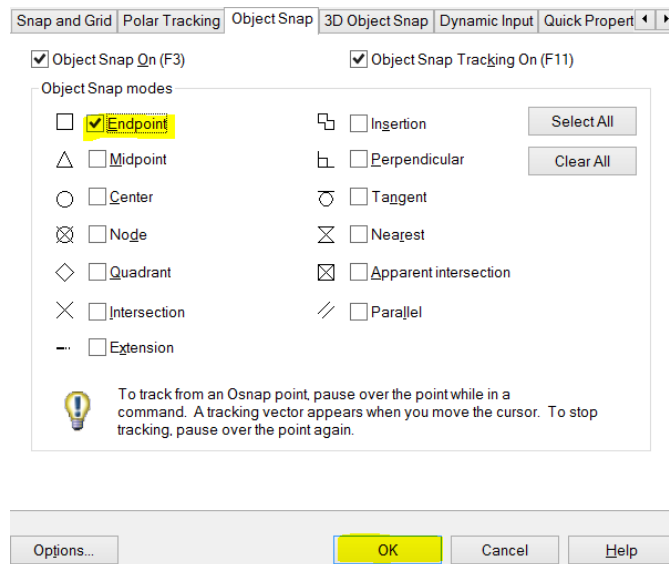 Snap and Grid Polar Tracking Object Snap 3D Object Snap Dynamic Input Quick Propert
Object Snap On (F3) Object Snap Tracking On (F11)
Object Snap modes
Endpoint Insertion Select All
Midpoint Perpendicular Clear All
Center Tangent
Node Nearest
Quadrant Apparent intersection
Intersection Parallel
Extension
To track from an Osnap point, pause over the point while in a
command. A tracking vector appears when you move the cursor. To stop
tracking, pause over the point again.
Options... OK Cancel Help